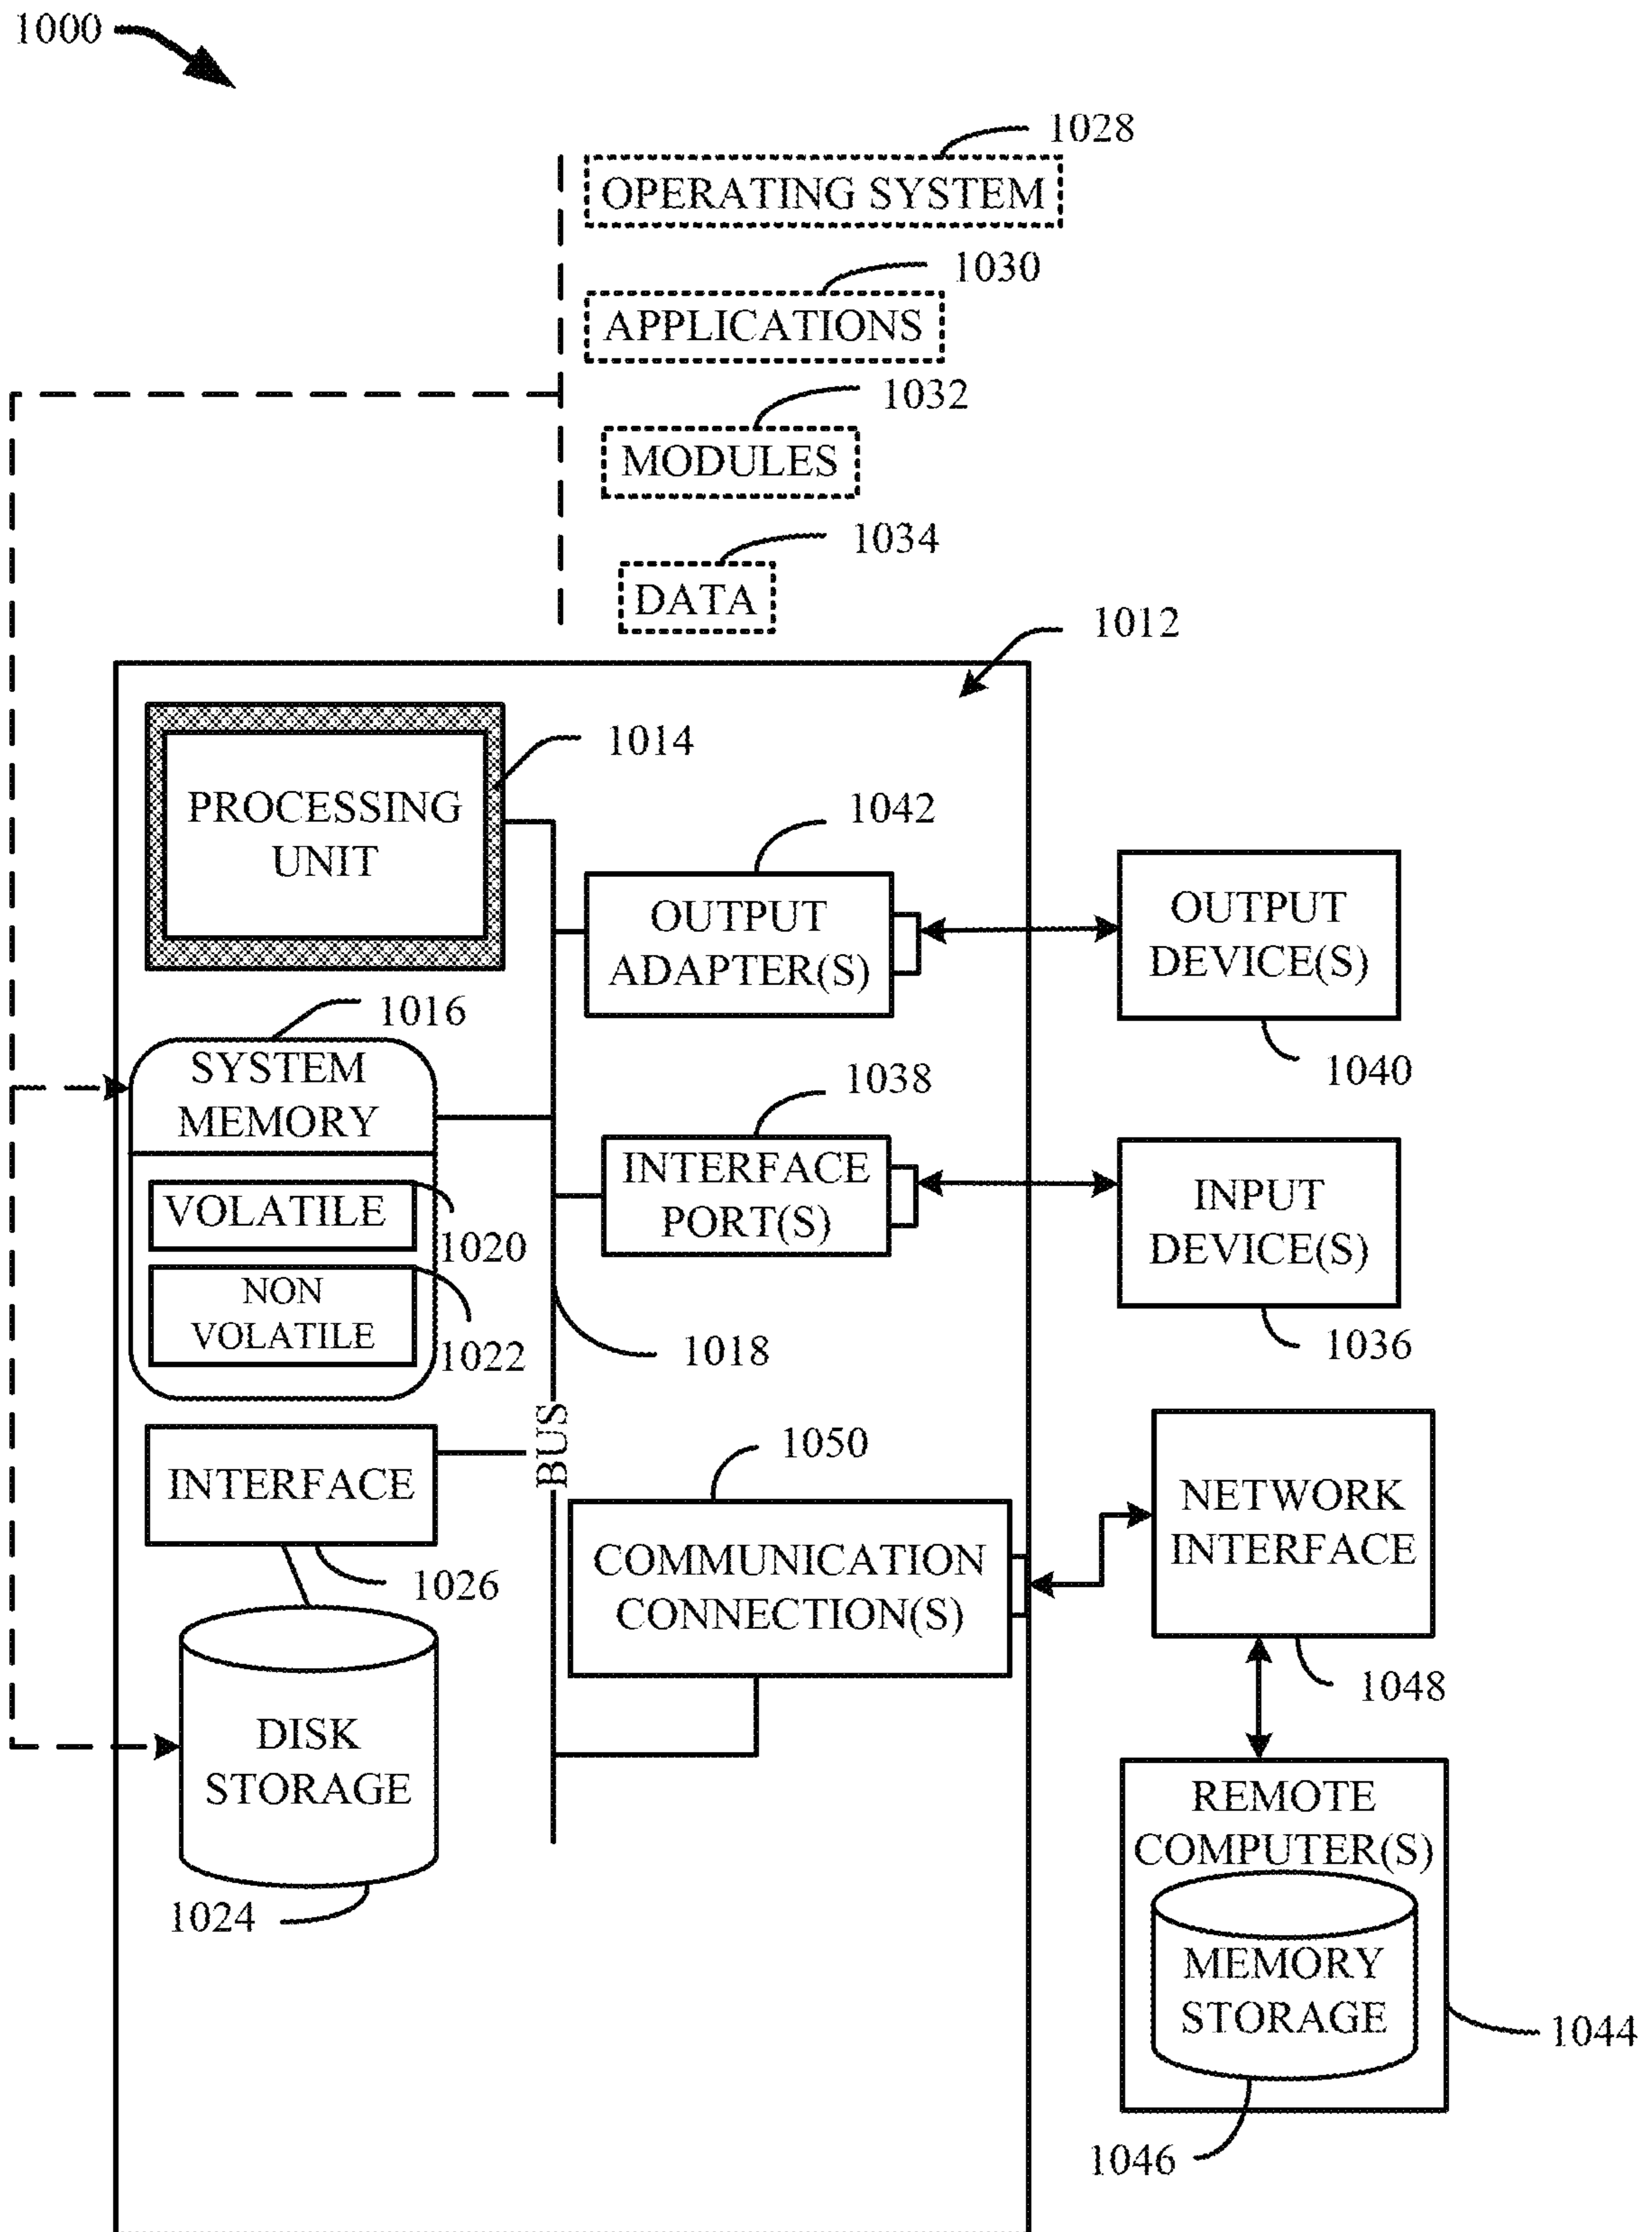 1000
1028
OPERATING SYSTEM
1030
APPLICATIONS
1032
MODULES
1034
DATA
1012
1014
PROCESSING
UNIT
1042
OUTPUT
ADAPTER(S)
OUTPUT
DEVICE(S)
1040
1016
SYSTEM
MEMORY
VOLATILE
1020
NON
VOLATILE
1022
1038
INTERFACE
PORT(S)
INPUT
DEVICE(S)
1036
1018
BUS
INTERFACE
1026
1050
COMMUNICATION
CONNECTION(S)
NETWORK
INTERFACE
1048
DISK
STORAGE
1024
REMOTE
COMPUTER(S)
MEMORY
STORAGE
1044
1046